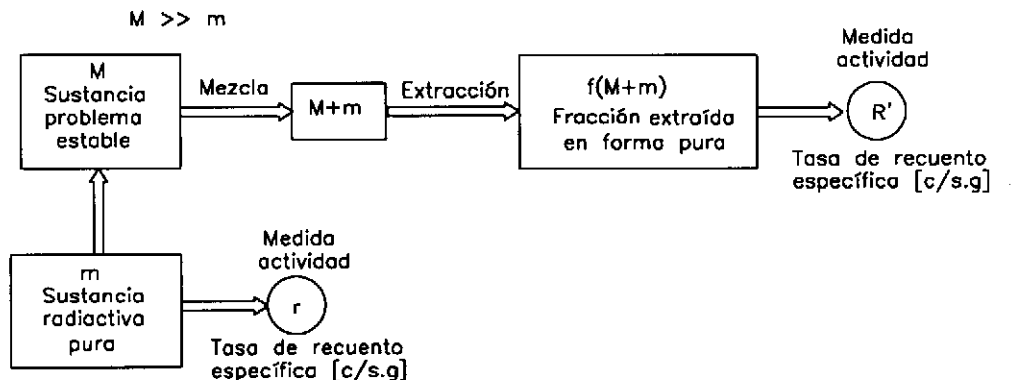 M >> m
M
Sustancia
problema
estable
Mezcla
M+m
Extracción
f(M+m)
Fracción extraída
en forma pura
Medida
actividad
R'
Tasa de recuento
específica [c/s.g]
m
Sustancia
radiactiva
pura
Medida
actividad
r
Tasa de recuento
específica [c/s.g]